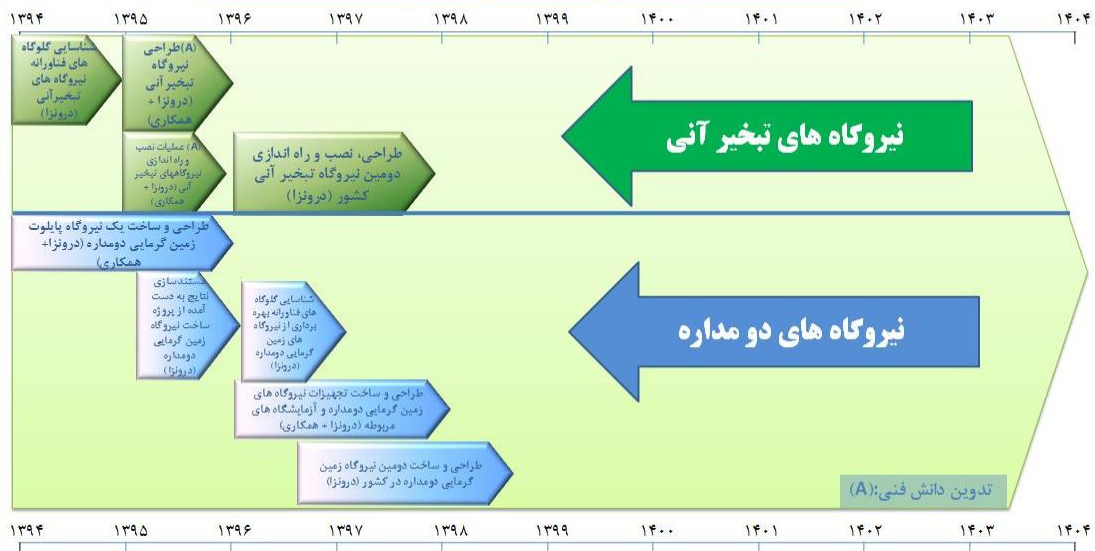 ۱۳۹۴ ۱۳۹۵ ۱۳۹۶ ۱۳۹۷ ۱۳۹۸ ۱۳۹۹ ۱۴۰۰ ۱۴۰۱ ۱۴۰۲ ۱۴۰۳ ۱۴۰۴
شناسایی گلوگاه
های فناورانه
نیروگاه های
تبخیرآنی
(درونزا)
(A)طراحی
نیروگاه
تبخیر آنی
(درونزا +
همکاری)
(A) عملیات نصب
و راه اندازی
نیروگاههای تبخیر
آنی (درونزا +
همکاری)
طراحی، نصب و راه اندازی
دومین نیروگاه تبخیر آنی
کشور (درونزا)
نیروگاه های تبخیر آنی
طراحی و ساخت یک نیروگاه پایلوت
زمین گرمایی دومداره (درونزا+
همکاری)
مستندسازی
نتایج به دست
آمده از پروژه
ساخت نیروگاه
زمین گرمایی
دومداره
(درونزا)
شناسایی گلوگاه
های فناورانه بهره
برداری از نیروگاه
های زمین
گرمایی دومداره
(درونزا)
طراحی و ساخت تجهیزات نیروگاه های
زمین گرمایی دومداره و آزمایشگاه های
مربوطه (درونزا + همکاری)
طراحی و ساخت دومین نیروگاه زمین
گرمایی دومداره در کشور (درونزا)
نیروگاه های دو مداره
تدوین دانش فنی:(A)
۱۳۹۴ ۱۳۹۵ ۱۳۹۶ ۱۳۹۷ ۱۳۹۸ ۱۳۹۹ ۱۴۰۰ ۱۴۰۱ ۱۴۰۲ ۱۴۰۳ ۱۴۰۴